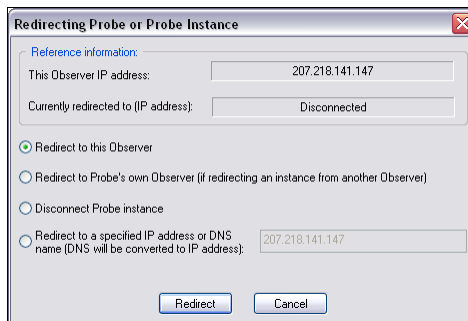 Redirecting Probe or Probe Instance
Reference information:
This Observer IP address:
207.218.141.147
Currently redirected to (IP address):
Disconnected
Redirect to this Observer
Redirect to Probe's own Observer (if redirecting an instance from another Observer)
Disconnect Probe instance
Redirect to a specified IP address or DNS
name (DNS will be converted to IP address):
207.218.141.147
Redirect
Cancel